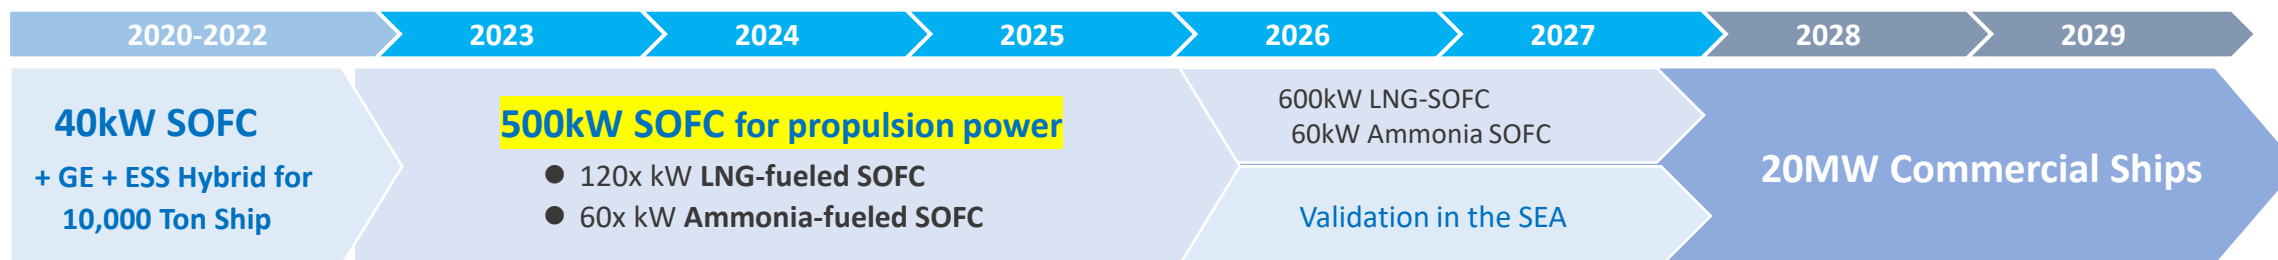 2020-2022 2023 2024 2025 2026 2027 2028 2029
40kW SOFC
+ GE + ESS Hybrid for
10,000 Ton Ship
500kW SOFC for propulsion power
● 120x kW LNG-fueled SOFC
● 60x kW Ammonia-fueled SOFC
600kW LNG-SOFC
60kW Ammonia SOFC
Validation in the SEA
20MW Commercial Ships